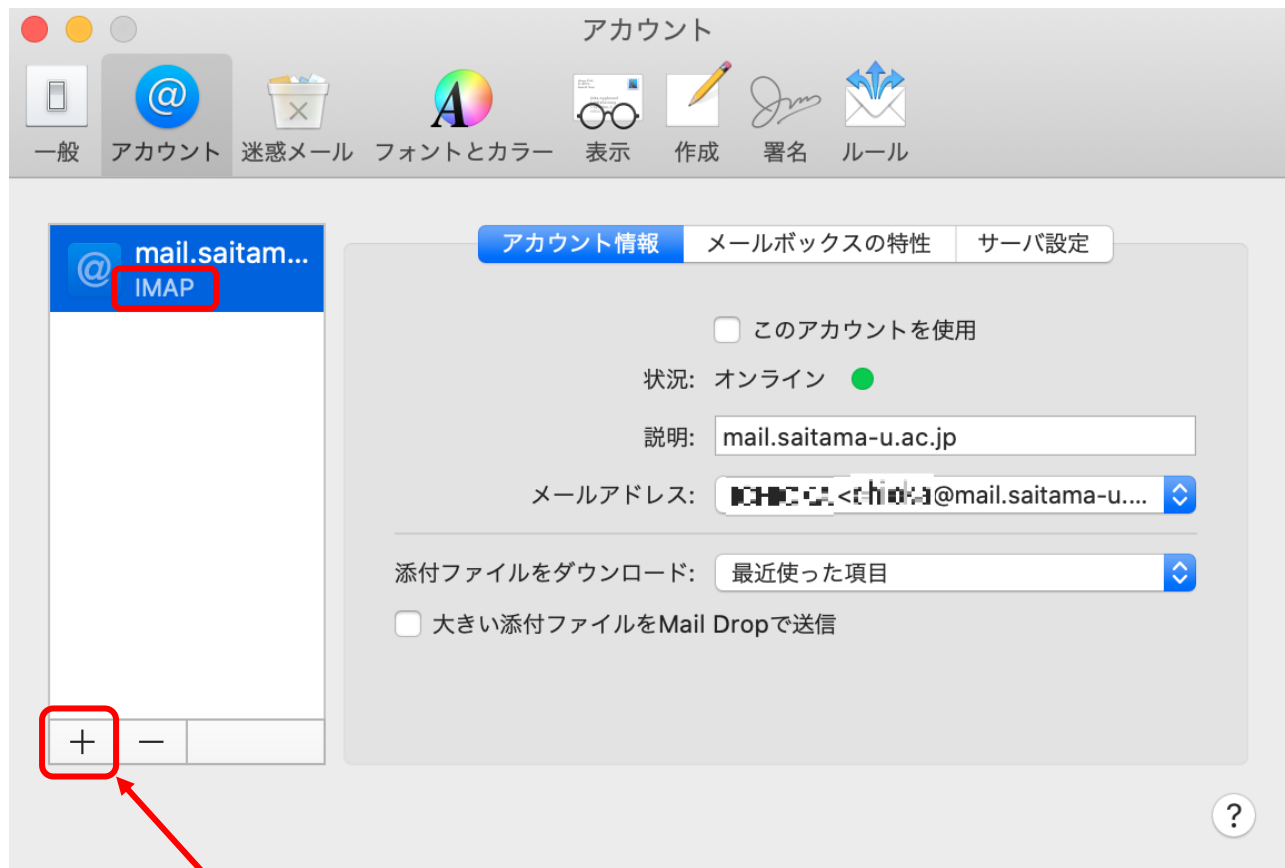 アカウント
一般 アカウント 迷惑メール フォントとカラー 表示 作成 署名 ルール
mail.saitam...
IMAP
アカウント情報 メールボックスの特性 サーバ設定
このアカウントを使用
状況: オンライン
説明: mail.saitama-u.ac.jp
メールアドレス: @mail.saitama-u....
添付ファイルをダウンロード: 最近使った項目
大きい添付ファイルをMail Dropで送信
+ −
?